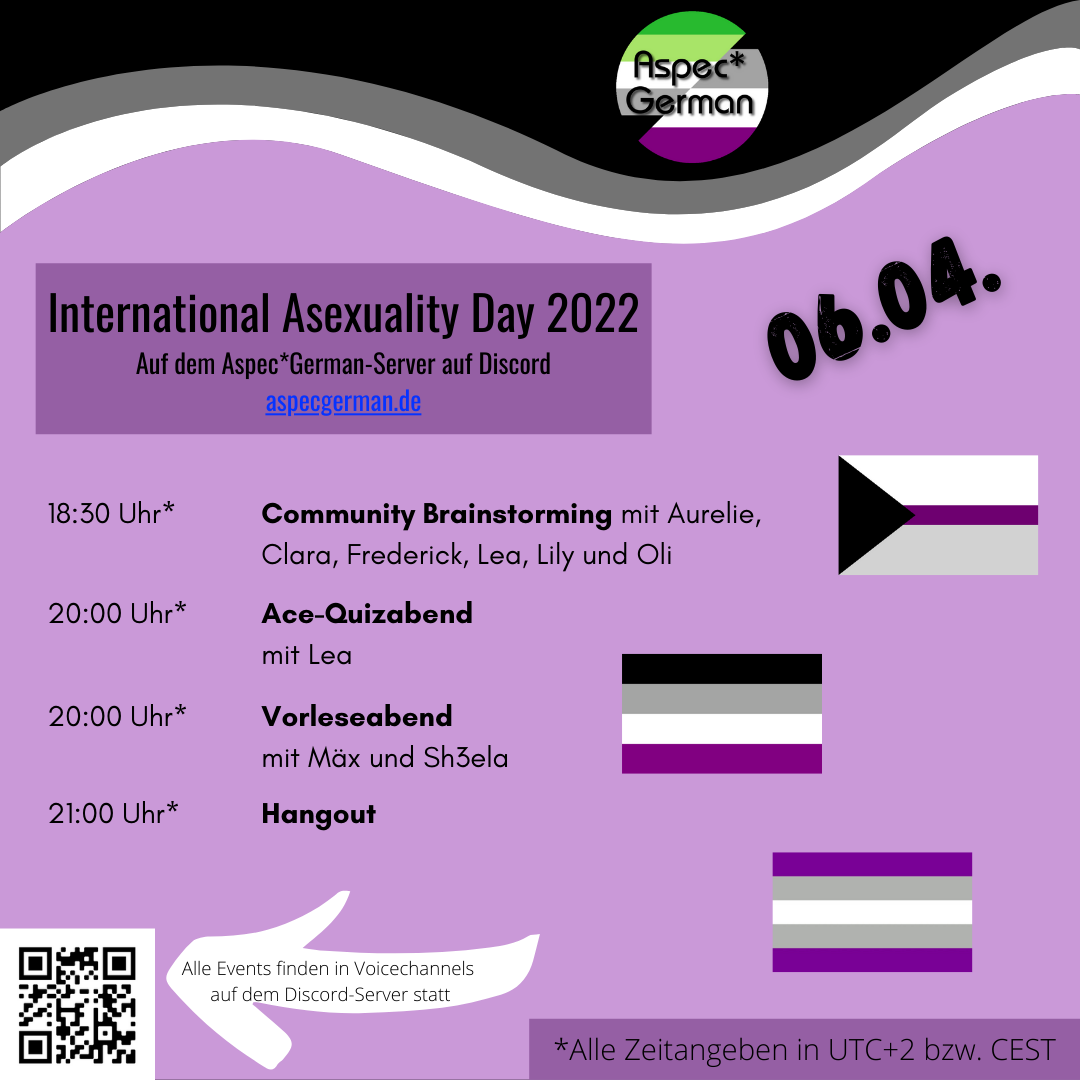 Aspec*
German
06.04.
International Asexuality Day 2022
Auf dem Aspec*German-Server auf Discord
aspecgerman.de
18:30 Uhr*
Community Brainstorming mit Aurelie,
Clara, Frederick, Lea, Lily und Oli
20:00 Uhr*
Ace-Quizabend
mit Lea
20:00 Uhr*
Vorleseabend
mit Mäx und Sh3ela
21:00 Uhr*
Hangout
Alle Events finden in Voicechannels
auf dem Discord-Server statt
*Alle Zeitangeben in UTC+2 bzw. CEST